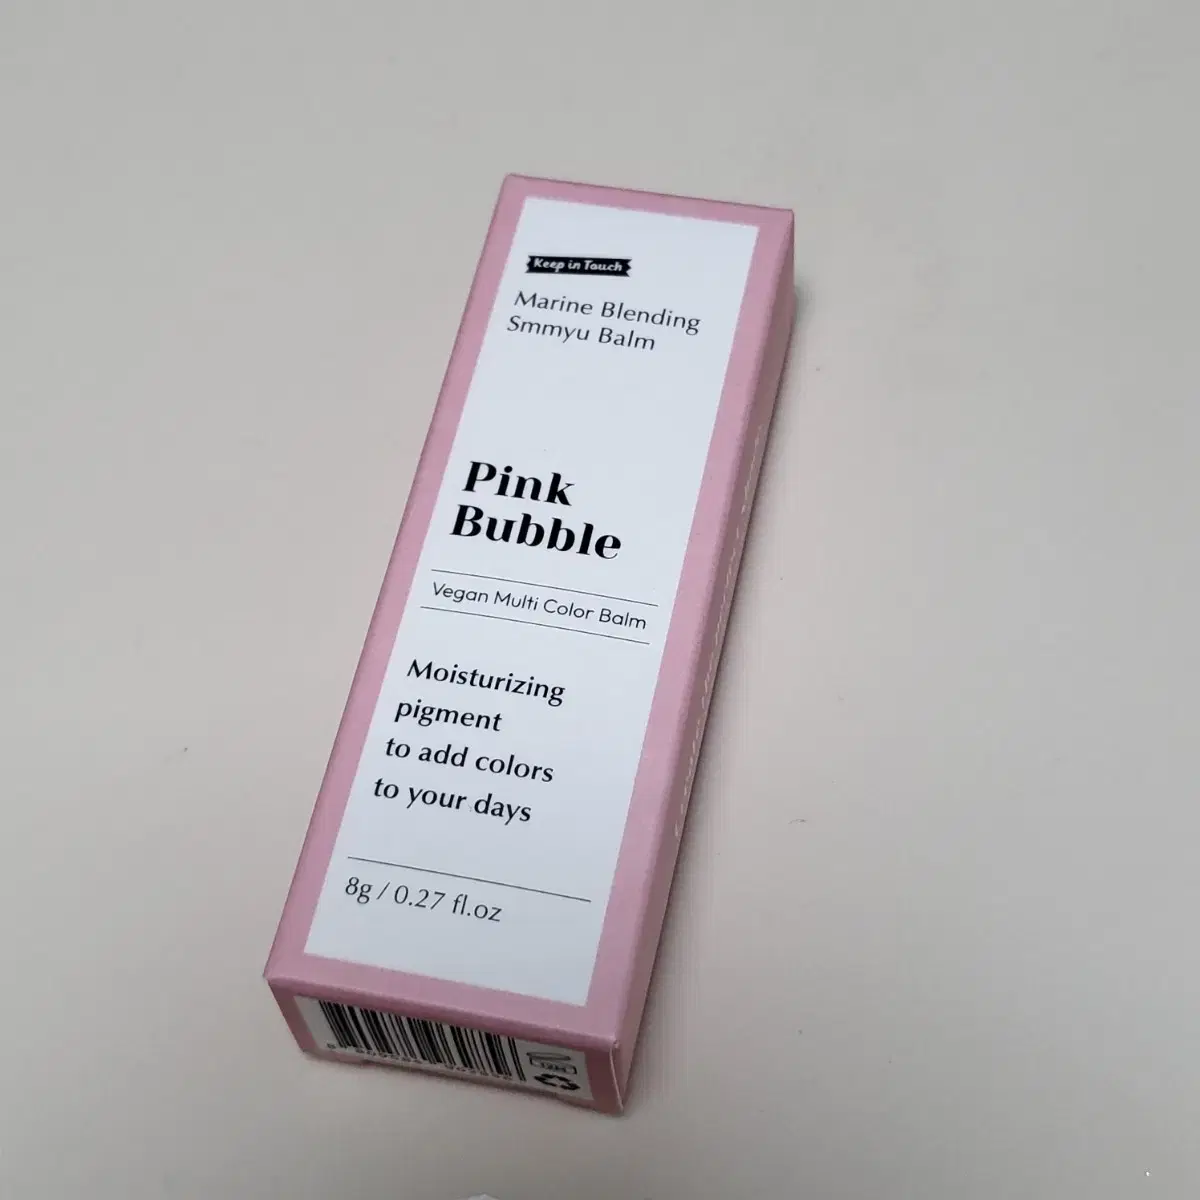 Keep in Touch
Marine Blending
Smmyu Balm
Pink
Bubble
Vegan Multi Color Balm
Moisturizing
pigment
to add colors
to your days
8g / 0.27 fl.oz
12M